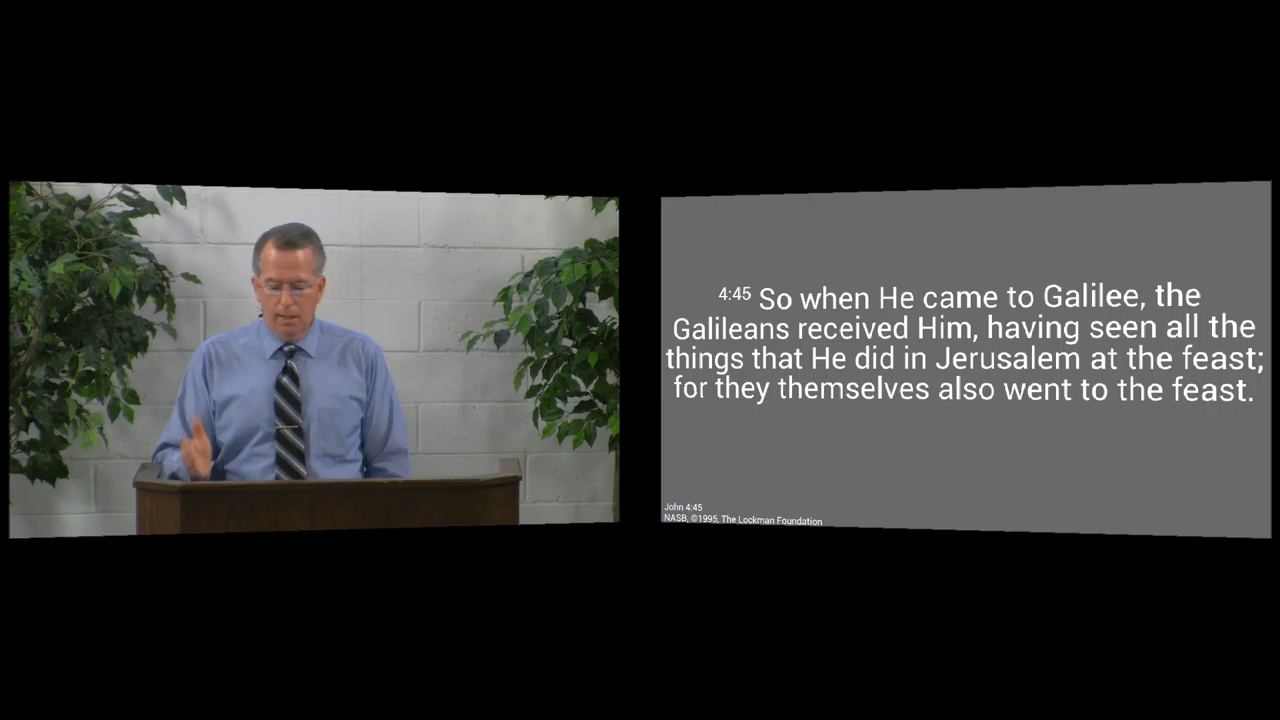 4:45 So when He came to Galilee, the
Galileans received Him, having seen all the
things that He did in Jerusalem at the feast;
for they themselves also went to the feast.
John 4:45
NASB, ©1995, The Lockman Foundation